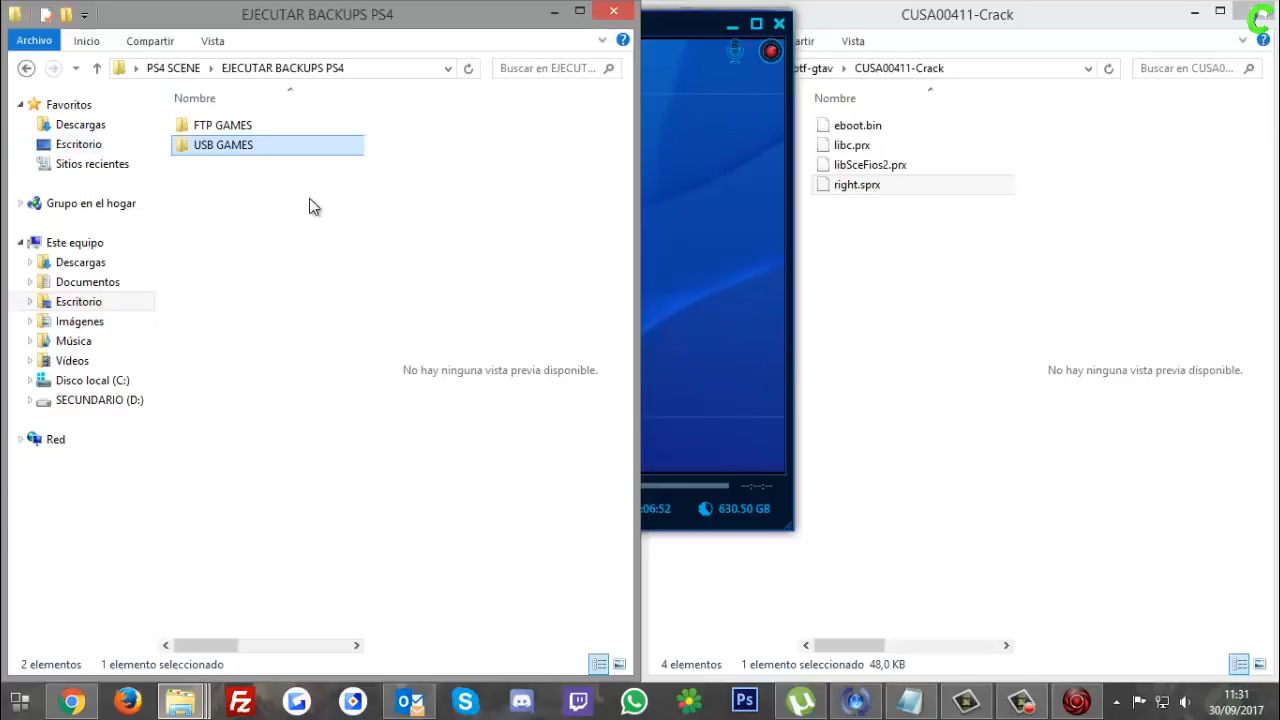 EJECUTAR BACKUPS PS4
Archivo Inicio Compartir Vista
PS4 SCENE EJECUTAR BACKUPS PS4 Buscar en EJECUT...
Favoritos
Descargas
Escritorio
Sitios recientes
Grupo en el hogar
Este equipo
Descargas
Documentos
Escritorio
Imágenes
Música
Vídeos
Disco local (C:)
SECUNDARIO (D:)
Red
Nombre
FTP GAMES
USB GAMES
No hay ninguna vista previa disponible.
2 elementos 1 elemento seleccionado
:06:52 630.50 GB
--:--:--
CUSA00411-Crack
artir Vista
otf-gtav CUSA00411-Crack Buscar en CUSA0...
Nombre
eboot.bin
libc.prx
libSceFios2.prx
right.sprx
No hay ninguna vista previa disponible.
4 elementos 1 elemento seleccionado 48,0 KB
Fz
Ps
11:31
30/09/2017